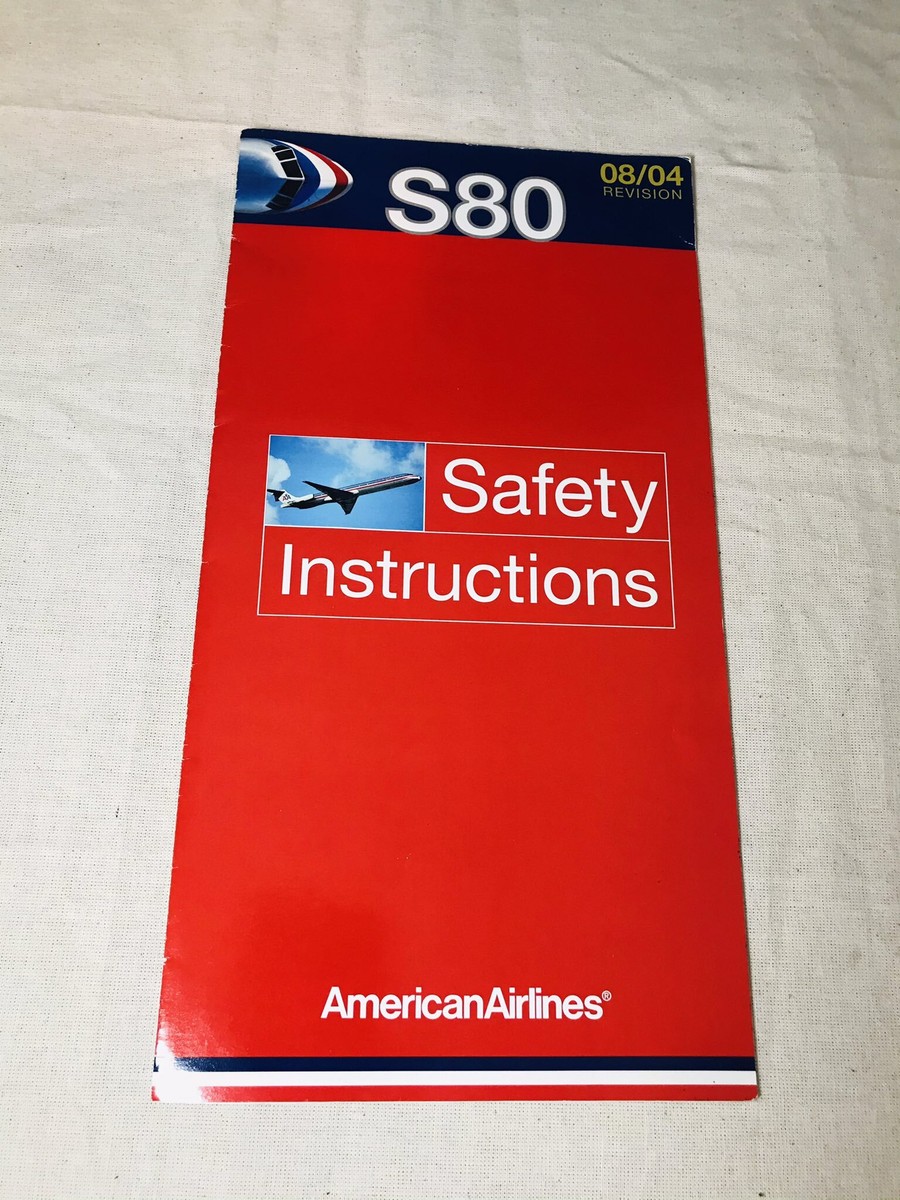 S80
08/04
REVISION
Safety
Instructions
AmericanAirlines®